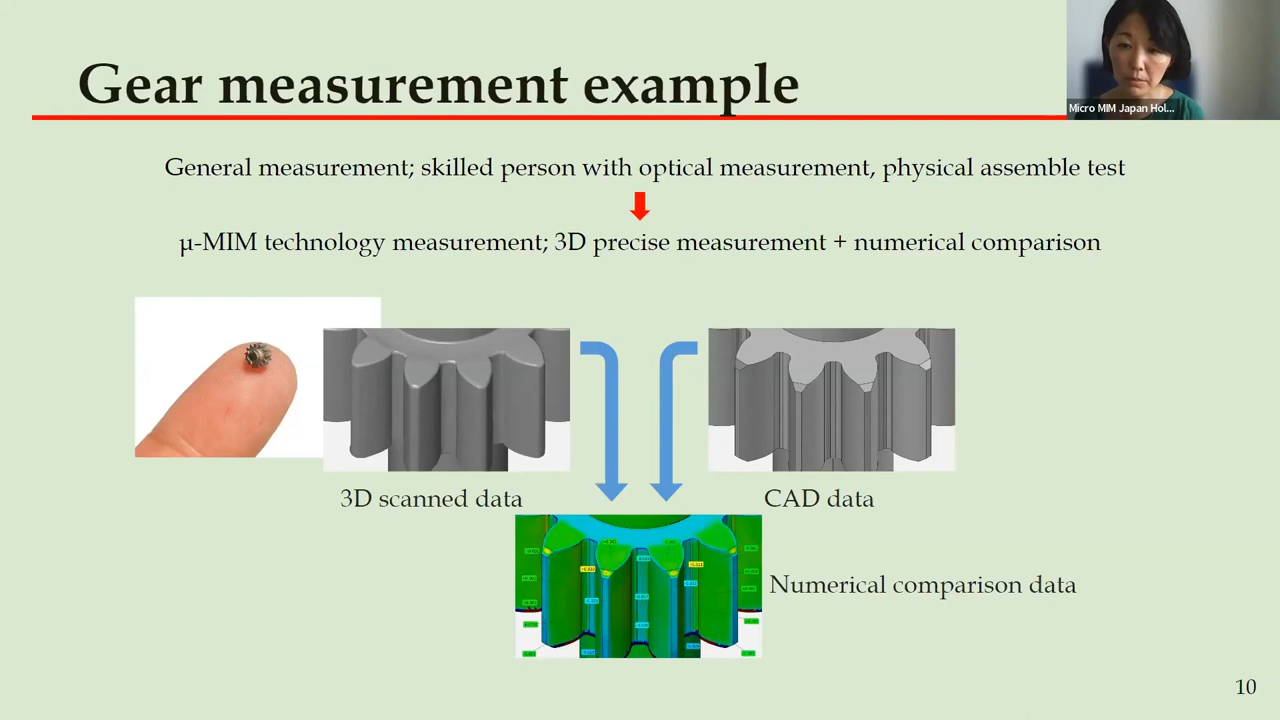 Gear measurement example
Micro MIM Japan Hol...
General measurement; skilled person with optical measurement, physical assemble test
μ-MIM technology measurement; 3D precise measurement + numerical comparison
3D scanned data
CAD data
Numerical comparison data
10